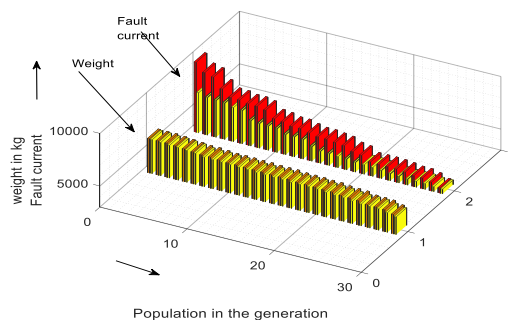 Fault
current
Weight
weight in kg
Fault current
10000
5000
0
10
20
30
0
1
2
Population in the generation